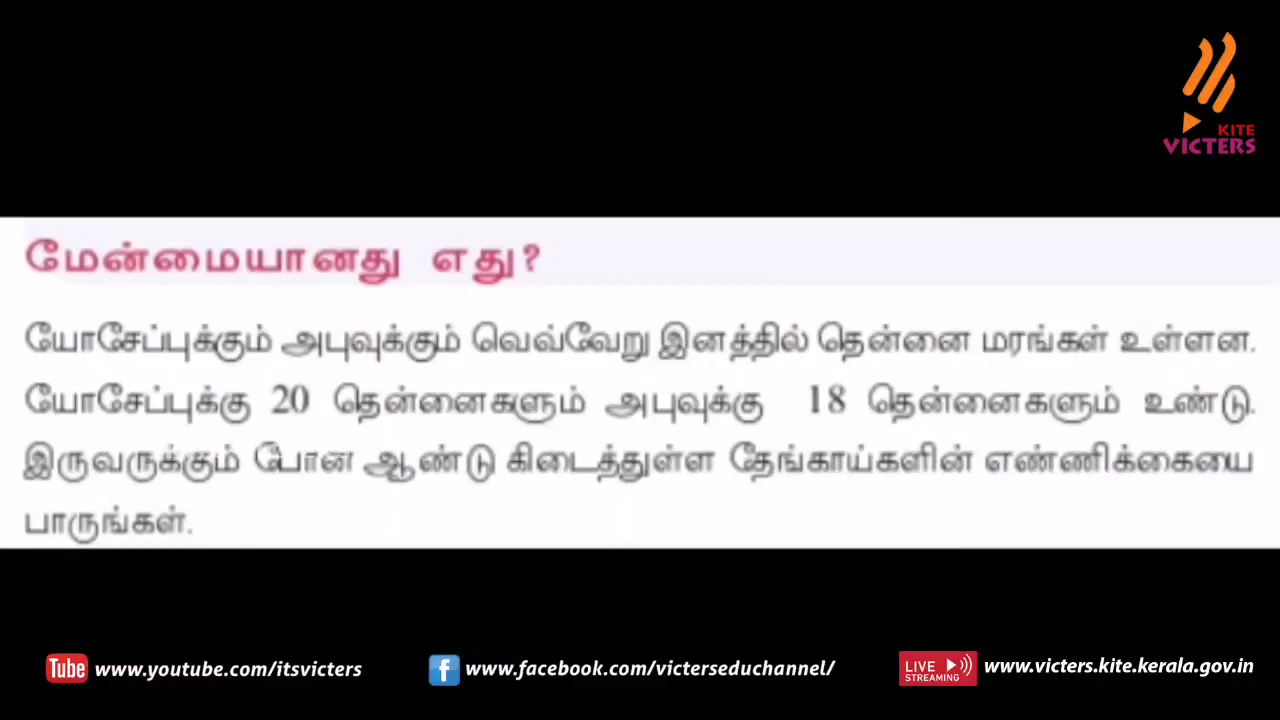 KITE
VICTERS
மேன்மையானது எது?
யோசேப்புக்கும் அபுவுக்கும் வெவ்வேறு இனத்தில் தென்னை மரங்கள் உள்ளன.
யோசேப்புக்கு 20 தென்னைகளும் அபுவுக்கு 18 தென்னைகளும் உண்டு.
இருவருக்கும் போன ஆண்டு கிடைத்துள்ள தேங்காய்களின் எண்ணிக்கையை
பாருங்கள்.
Tube www.youtube.com/itsvicters
f www.facebook.com/victerseduchannel/
LIVE STREAMING www.victers.kite.kerala.gov.in